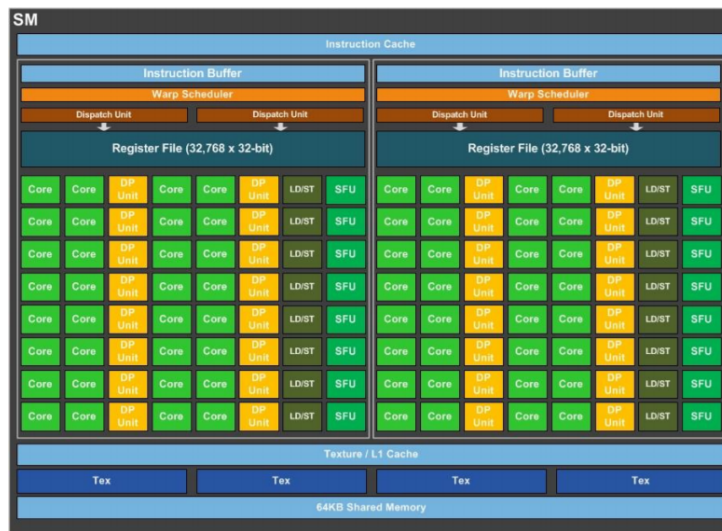 SM
Instruction Cache
Instruction Buffer Instruction Buffer
Warp Scheduler Warp Scheduler
Dispatch Unit Dispatch Unit Dispatch Unit Dispatch Unit
Register File (32,768 x 32-bit) Register File (32,768 x 32-bit)
Core Core DP Unit Core Core DP Unit LD/ST SFU Core Core DP Unit Core Core DP Unit LD/ST SFU
Core Core DP Unit Core Core DP Unit LD/ST SFU Core Core DP Unit Core Core DP Unit LD/ST SFU
Core Core DP Unit Core Core DP Unit LD/ST SFU Core Core DP Unit Core Core DP Unit LD/ST SFU
Core Core DP Unit Core Core DP Unit LD/ST SFU Core Core DP Unit Core Core DP Unit LD/ST SFU
Core Core DP Unit Core Core DP Unit LD/ST SFU Core Core DP Unit Core Core DP Unit LD/ST SFU
Core Core DP Unit Core Core DP Unit LD/ST SFU Core Core DP Unit Core Core DP Unit LD/ST SFU
Core Core DP Unit Core Core DP Unit LD/ST SFU Core Core DP Unit Core Core DP Unit LD/ST SFU
Core Core DP Unit Core Core DP Unit LD/ST SFU Core Core DP Unit Core Core DP Unit LD/ST SFU
Texture / L1 Cache
Tex Tex Tex Tex
64KB Shared Memory